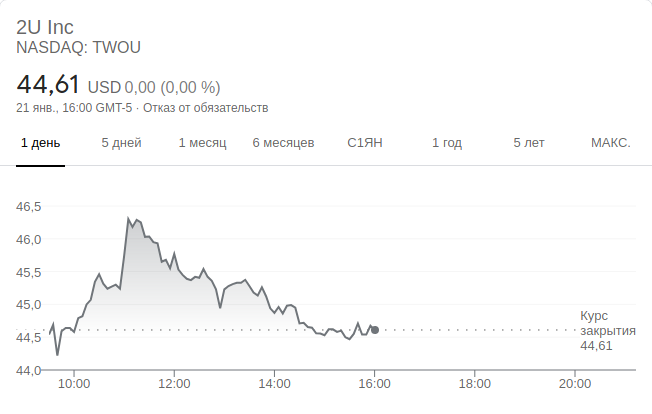 2U Inc
NASDAQ: TWOU
44,61 USD 0,00 (0,00 %)
21 янв., 16:00 GMT-5 · Отказ от обязательств
1 день 5 дней 1 месяц 6 месяцев С1ЯН 1 год 5 лет МАКС.
46,5
46,0
45,5
45,0
44,5
44,0
Курс
закрытия
44,61
10:00 12:00 14:00 16:00 18:00 20:00